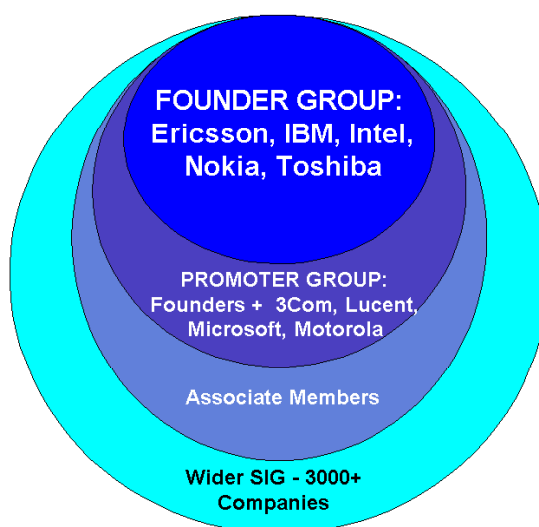 FOUNDER GROUP:
Ericsson, IBM, Intel,
Nokia, Toshiba
PROMOTER GROUP:
Founders + 3Com, Lucent,
Microsoft, Motorola
Associate Members
Wider SIG - 3000+
Companies